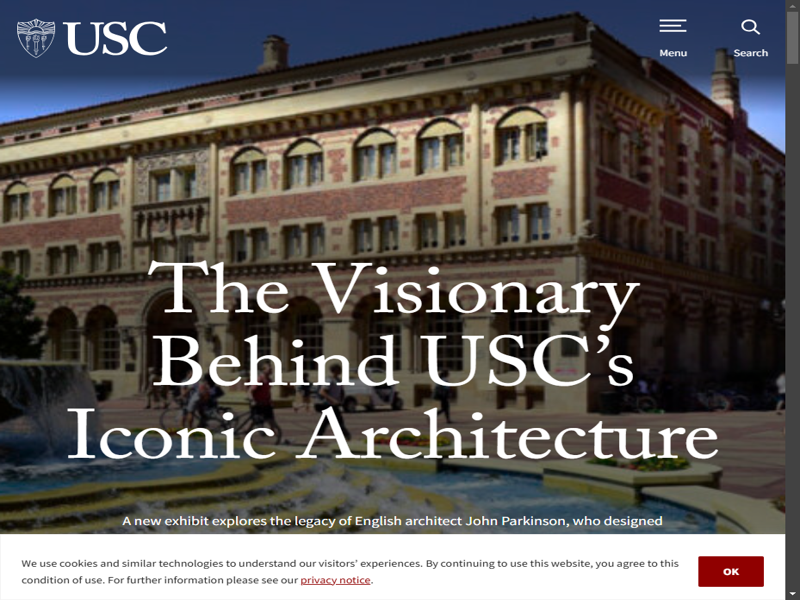 USC
Menu
Search
The Visionary
Behind USC's
Iconic Architecture
A new exhibit explores the legacy of English architect John Parkinson, who designed
We use cookies and similar technologies to understand our visitors' experiences. By continuing to use this website, you agree to this
condition of use. For further information please see our privacy notice.
OK